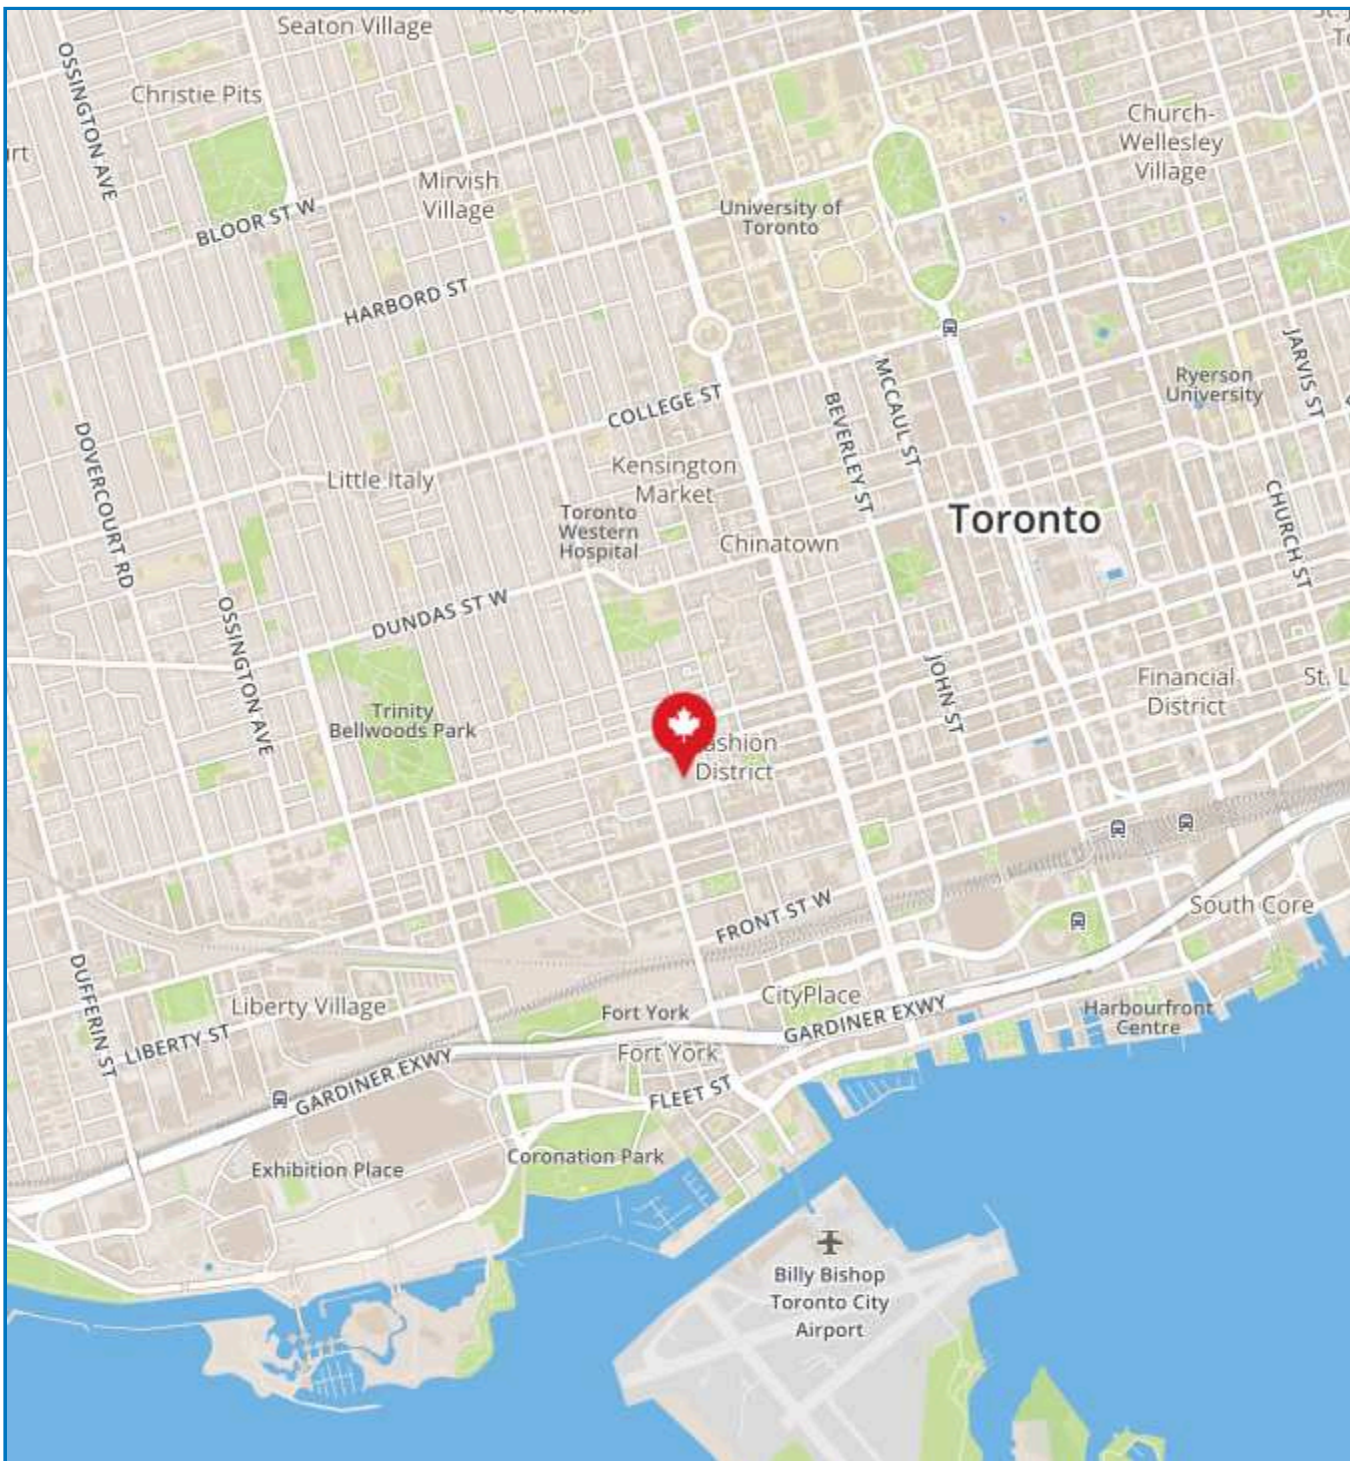 Seaton Village
OSSINGTON AVE
Christie Pits
Church-
Wellesley
Village
Mirvish
Village
BLOOR ST W
University of
Toronto
HARBORD ST
JARVIS ST
MCCAUL ST
Ryerson
University
COLLEGE ST
BEVERLEY ST
DOVERCOURT RD
Kensington
Market
Little Italy
CHURCH ST
Toronto
Western
Hospital
Toronto
Chinatown
DUNDAS ST W
OSSINGTON AVE
JOHN ST
Financial
District
St. L
Trinity
Bellwoods Park
ashion
District
FRONT ST W
South Core
DUFFERIN ST
CityPlace
Liberty Village
Fort York
GARDINER EXWY
Harbourfront
Centre
LIBERTY ST
Fort York
GARDINER EXWY
FLEET ST
Coronation Park
Exhibition Place
Billy Bishop
Toronto City
Airport